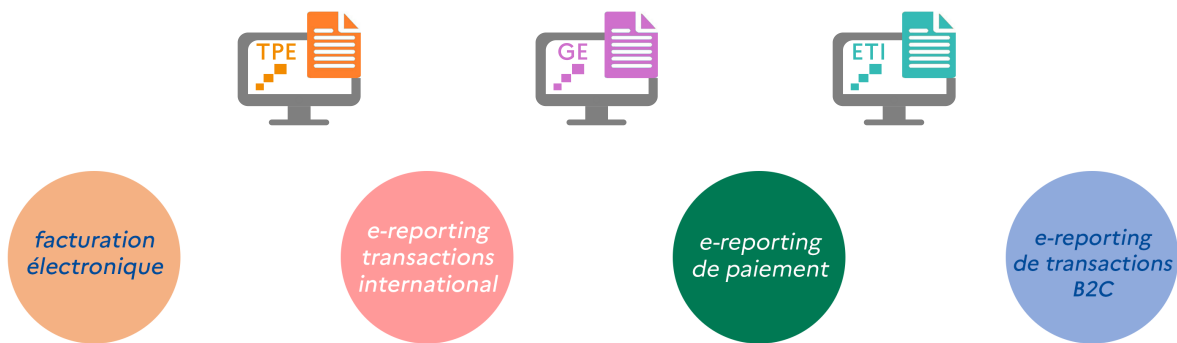 TPE
GE
ETI
facturation
électronique
e-reporting
transactions
international
e-reporting
de paiement
e-reporting
de transactions
B2C